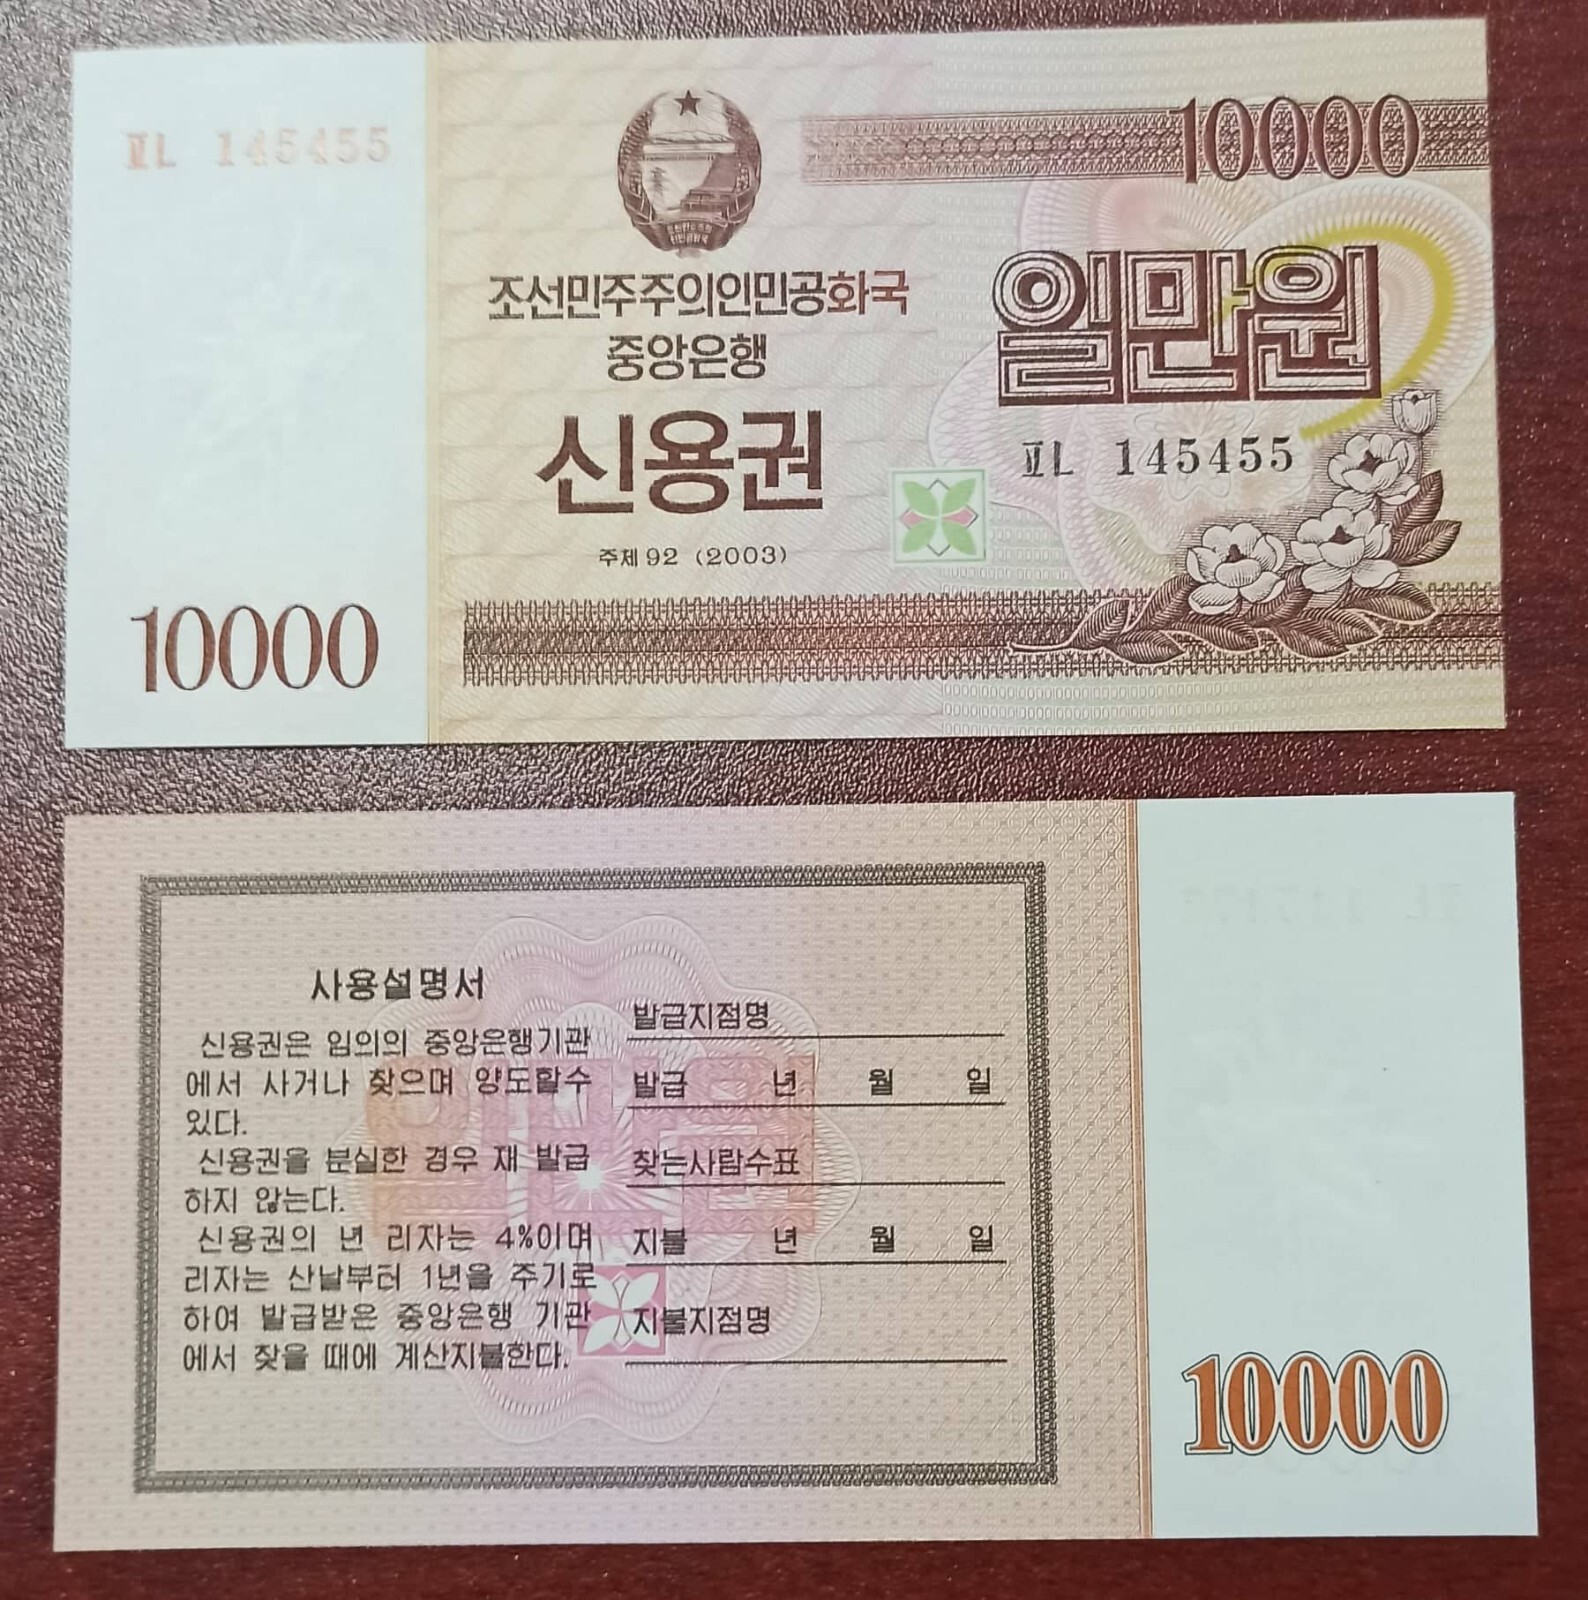 ⅣL 145455
10000
조선민주주의인민공화국
중앙은행
일만원
신용권
ⅣL 145455
주체 92 (2003)
10000
사용설명서
신용권은 임의의 중앙은행기관
에서 사거나 찾으며 양도할수
있다.
신용권을 분실한 경우 재 발급
하지 않는다.
신용권의 년 리자는 4%이며
리자는 산날부터 1년을 주기로
하여 발급받은 중앙은행 기관
에서 찾을 때에 계산지불한다.
발급지점명
발급 년 월 일
찾는사람수표
지불 년 월 일
지불지점명
10000